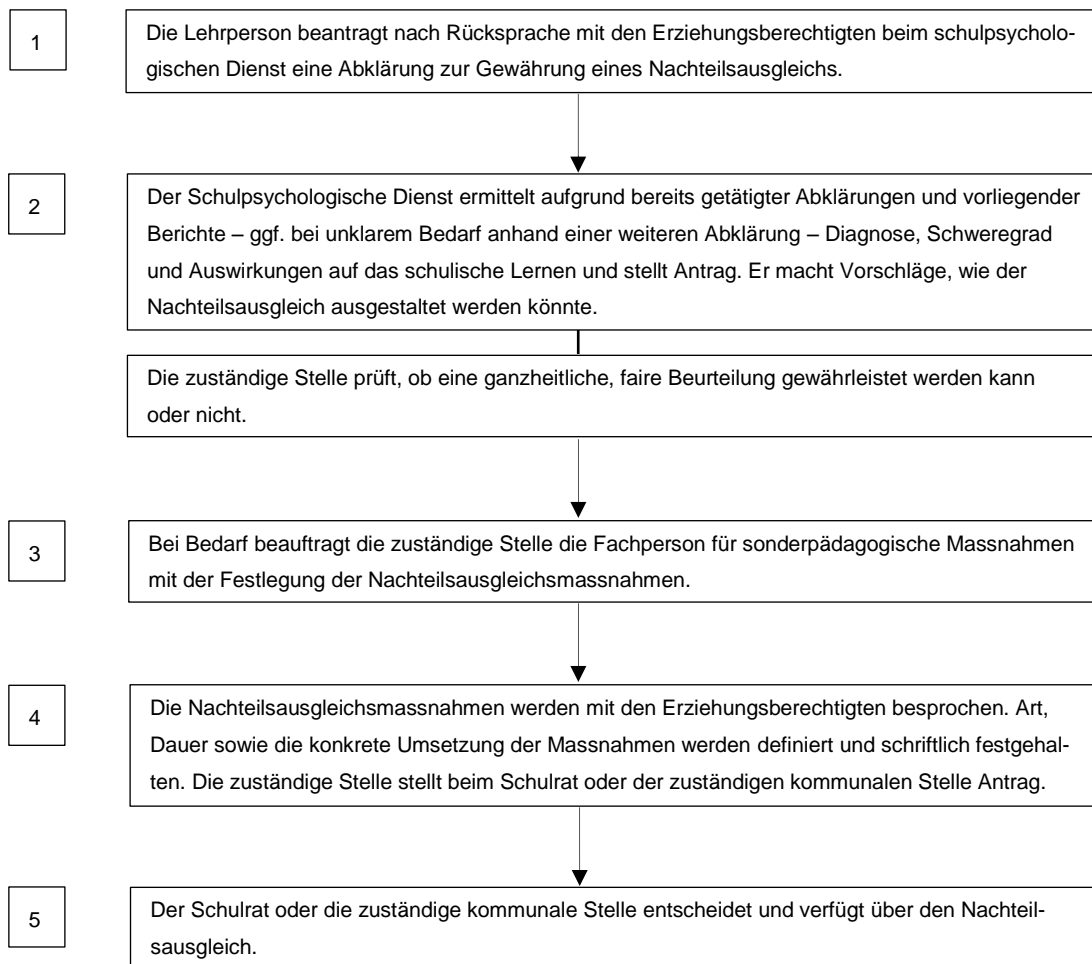 1
Die Lehrperson beantragt nach Rücksprache mit den Erziehungsberechtigten beim schulpsycholo-
gischen Dienst eine Abklärung zur Gewährung eines Nachteilsausgleichs.
2
Der Schulpsychologische Dienst ermittelt aufgrund bereits getätigter Abklärungen und vorliegender
Berichte – ggf. bei unklarem Bedarf anhand einer weiteren Abklärung – Diagnose, Schweregrad
und Auswirkungen auf das schulische Lernen und stellt Antrag. Er macht Vorschläge, wie der
Nachteilsausgleich ausgestaltet werden könnte.
Die zuständige Stelle prüft, ob eine ganzheitliche, faire Beurteilung gewährleistet werden kann
oder nicht.
3
Bei Bedarf beauftragt die zuständige Stelle die Fachperson für sonderpädagogische Massnahmen
mit der Festlegung der Nachteilsausgleichsmassnahmen.
4
Die Nachteilsausgleichsmassnahmen werden mit den Erziehungsberechtigten besprochen. Art,
Dauer sowie die konkrete Umsetzung der Massnahmen werden definiert und schriftlich festgehal-
ten. Die zuständige Stelle stellt beim Schulrat oder der zuständigen kommunalen Stelle Antrag.
5
Der Schulrat oder die zuständige kommunale Stelle entscheidet und verfügt über den Nachteil-
sausgleich.